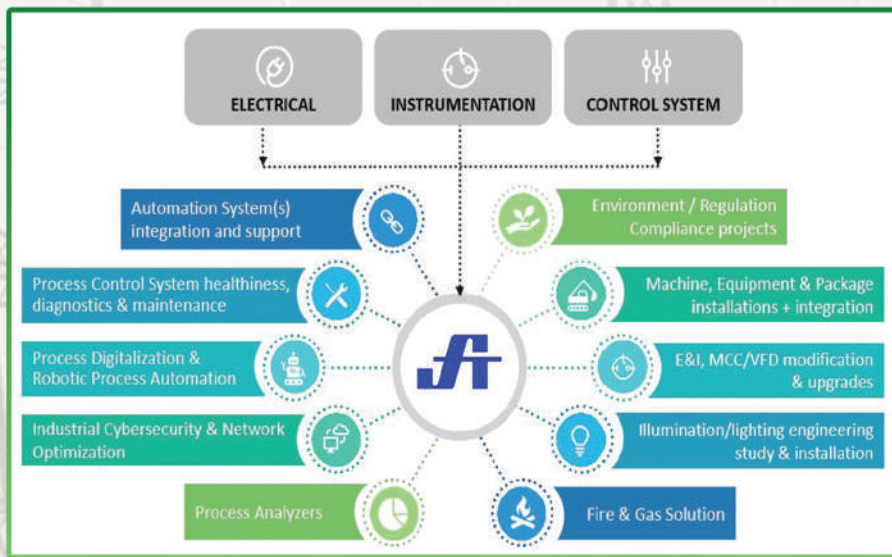 ELECTRICAL
INSTRUMENTATION
CONTROL SYSTEM
Automation System(s)
integration and support
Process Control System healthiness,
diagnostics & maintenance
Process Digitalization &
Robotic Process Automation
Industrial Cybersecurity & Network
Optimization
Process Analyzers
Environment / Regulation
Compliance projects
Machine, Equipment & Package
installations + integration
E&I, MCC/VFD modification
& upgrades
Illumination/lighting engineering
study & installation
Fire & Gas Solution